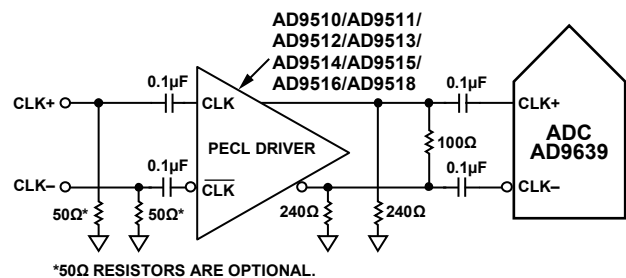 AD9510/AD9511/
AD9512/AD9513/
AD9514/AD9515/
AD9516/AD9518
0.1µF
0.1µF
CLK+
CLK
CLK+
ADC
AD9639
PECL DRIVER
100Ω
0.1µF
0.1µF
CLK–
CLK
CLK–
50Ω*
50Ω*
240Ω
240Ω
*50Ω RESISTORS ARE OPTIONAL.